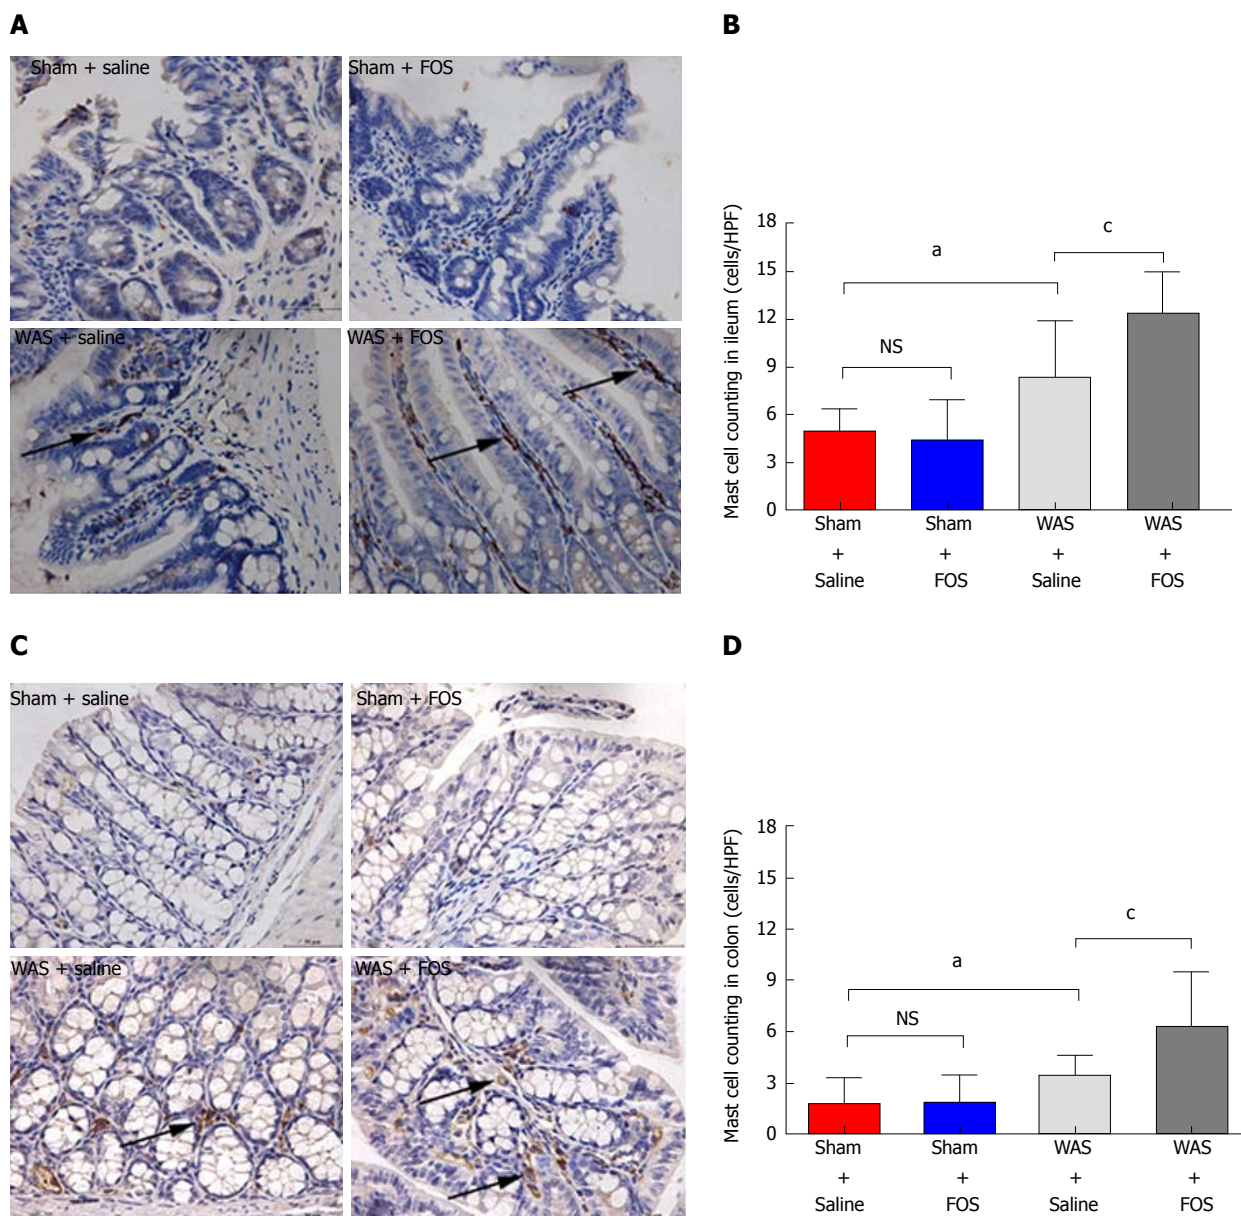 A
Sham + saline
Sham + FOS
WAS + saline
WAS + FOS
B
Mast cell counting in ileum (cells/HPF)
18
15
12
9
6
3
0
NS
a
c
Sham + Saline
Sham + FOS
WAS + Saline
WAS + FOS
C
Sham + saline
Sham + FOS
WAS + saline
WAS + FOS
D
Mast cell counting in colon (cells/HPF)
18
15
12
9
6
3
0
NS
a
c
Sham + Saline
Sham + FOS
WAS + Saline
WAS + FOS